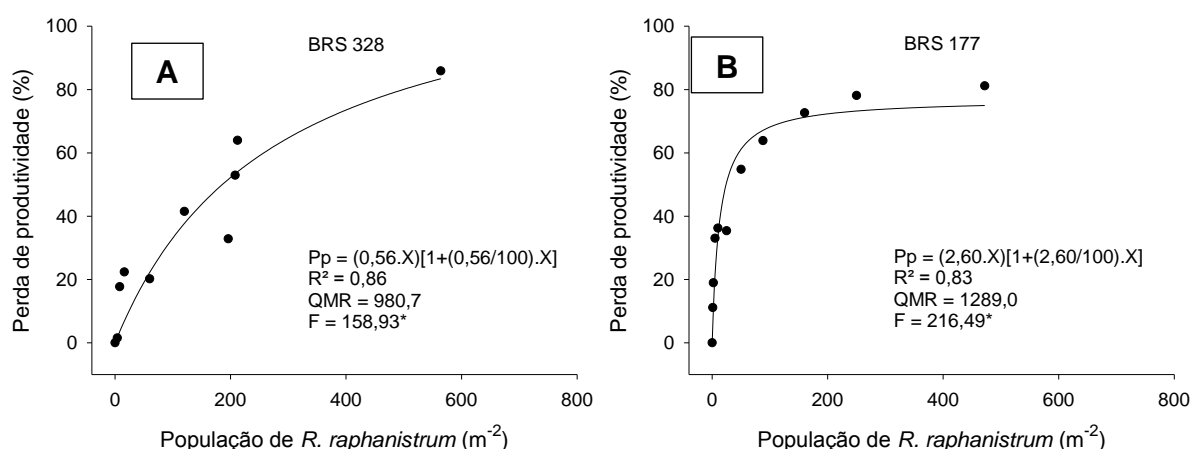 A
BRS 328
Perda de produtividade (%)
100
80
60
40
20
0
Pp = (0,56.X)[1+(0,56/100).X]
R² = 0,86
QMR = 980,7
F = 158,93*
0 200 400 600 800
População de R. raphanistrum (m-2)
B
BRS 177
Perda de produtividade (%)
100
80
60
40
20
0
Pp = (2,60.X)[1+(2,60/100).X]
R² = 0,83
QMR = 1289,0
F = 216,49*
0 200 400 600 800
População de R. raphanistrum (m-2)